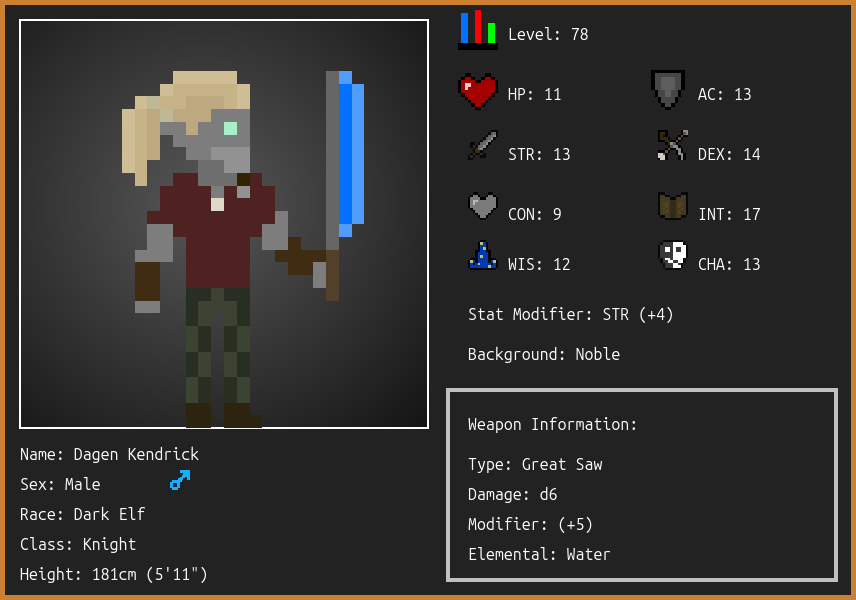 Level: 78
HP: 11
AC: 13
STR: 13
DEX: 14
CON: 9
INT: 17
WIS: 12
CHA: 13
Stat Modifier: STR (+4)
Background: Noble
Weapon Information:
Type: Great Saw
Damage: d6
Modifier: (+5)
Elemental: Water
Name: Dagen Kendrick
Sex: Male
Race: Dark Elf
Class: Knight
Height: 181cm (5'11")